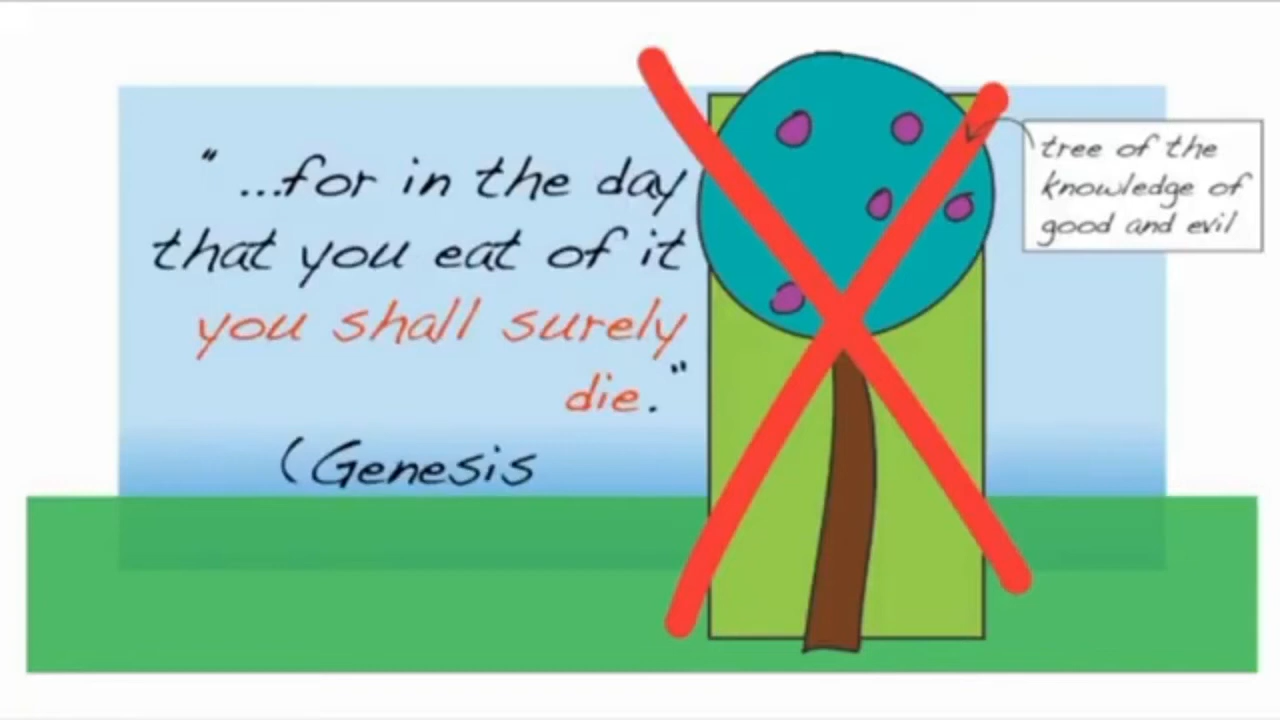 "...for in the day
that you eat of it
you shall surely
die."
(Genesis
tree of the
knowledge of
good and evil